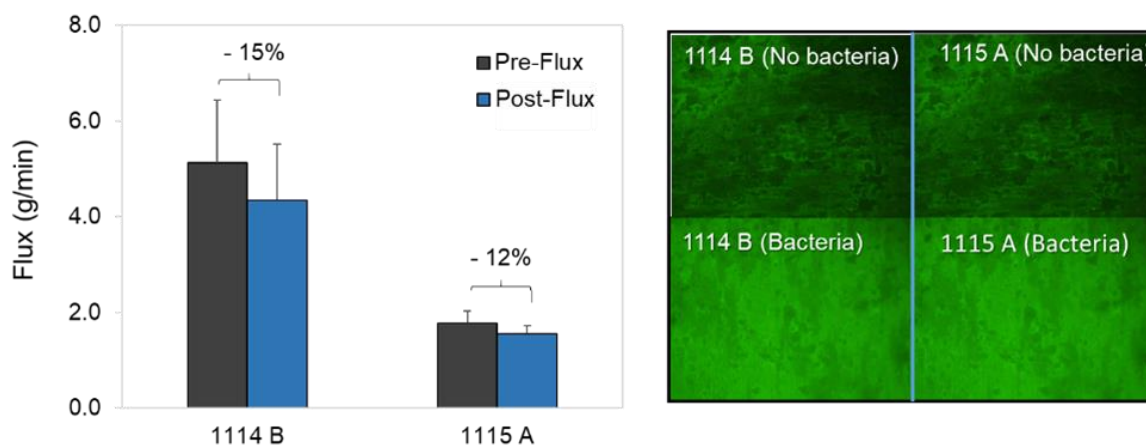 8.0
6.0
4.0
2.0
0.0
Flux (g/min)
- 15%
- 12%
Pre-Flux
Post-Flux
1114 B
1115 A
1114 B (No bacteria)
1115 A (No bacteria)
1114 B (Bacteria)
1115 A (Bacteria)